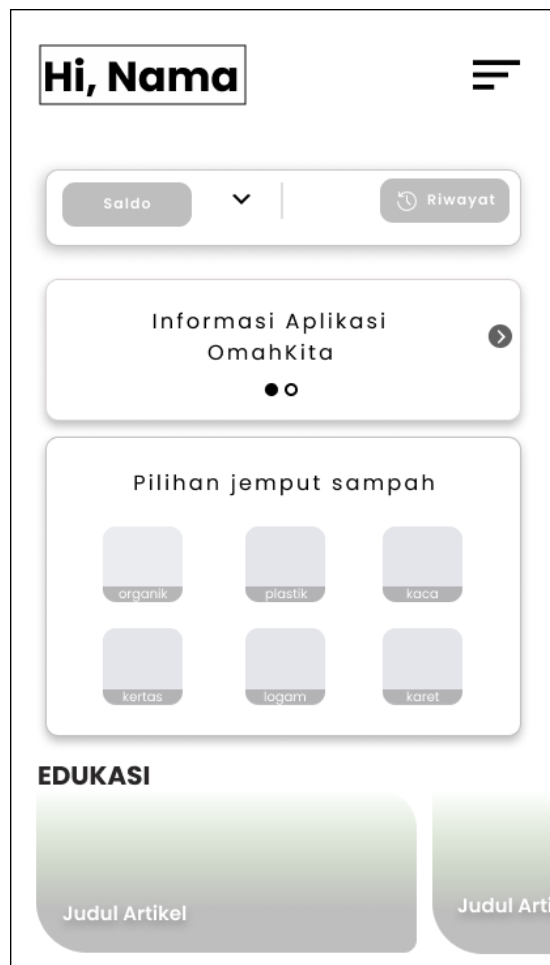 Hi, Nama
Saldo
Riwayat
Informasi Aplikasi
OmahKita
Pilihan jemput sampah
organik
plastik
kaca
kertas
logam
karet
EDUKASI
Judul Artikel
Judul Arti